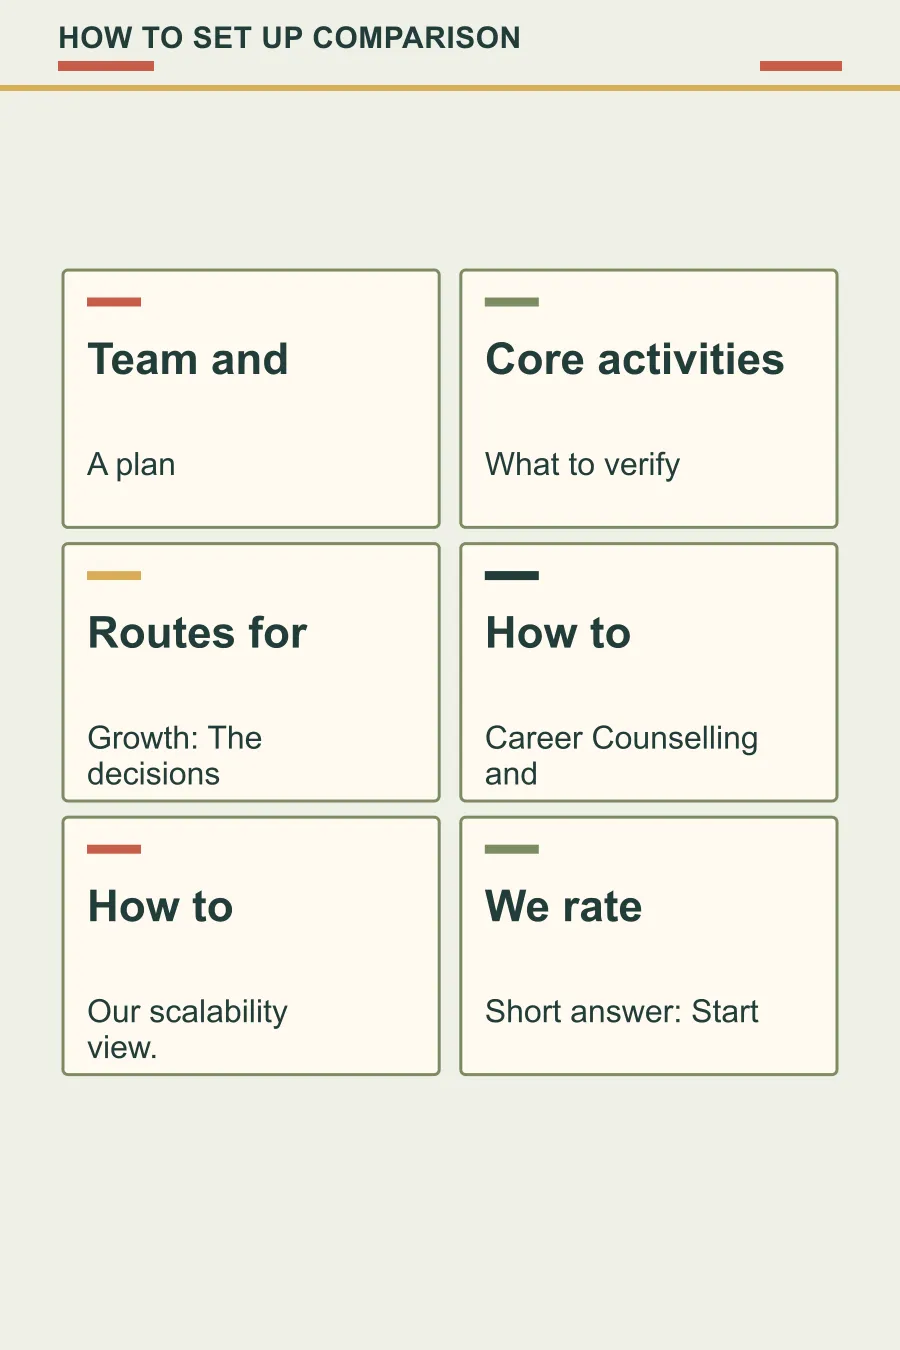 HOW TO SET UP COMPARISON
Team and
A plan
Core activities
What to verify
Routes for
Growth: The
decisions
How to
Career Counselling
and
How to
Our scalability
view.
We rate
Short answer: Start